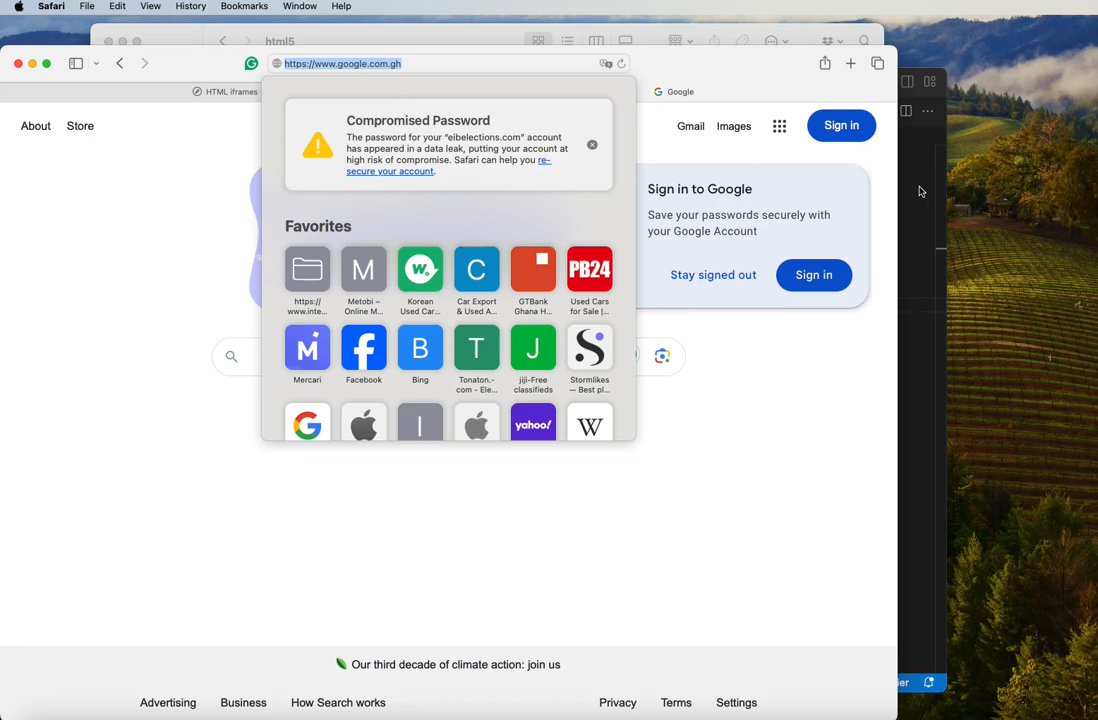 Safari File Edit View History Bookmarks Window Help
html5
https://www.google.com.gh
HTML iframes
Google
About Store
Gmail Images Sign in
Compromised Password
The password for your “eibelections.com” account
has appeared in a data leak, putting your account at
high risk of compromise. Safari can help you re-
secure your account.
Sign in to Google
Save your passwords securely with
your Google Account
Stay signed out Sign in
Favorites
M w. C PB24
https://
www.inte...
Metobi –
Online M...
Korean
Used Car...
Car Export
& Used A...
GTBank
Ghana H...
Used Cars
for Sale |...
M f B T J S
Mercari
Facebook
Bing
Tonaton.-
com - Ele...
jiji-Free
classifieds
Stormlikes
— Best pl...
G I yahoo! W
Our third decade of climate action: join us
Advertising Business How Search works Privacy Terms Settings
ier